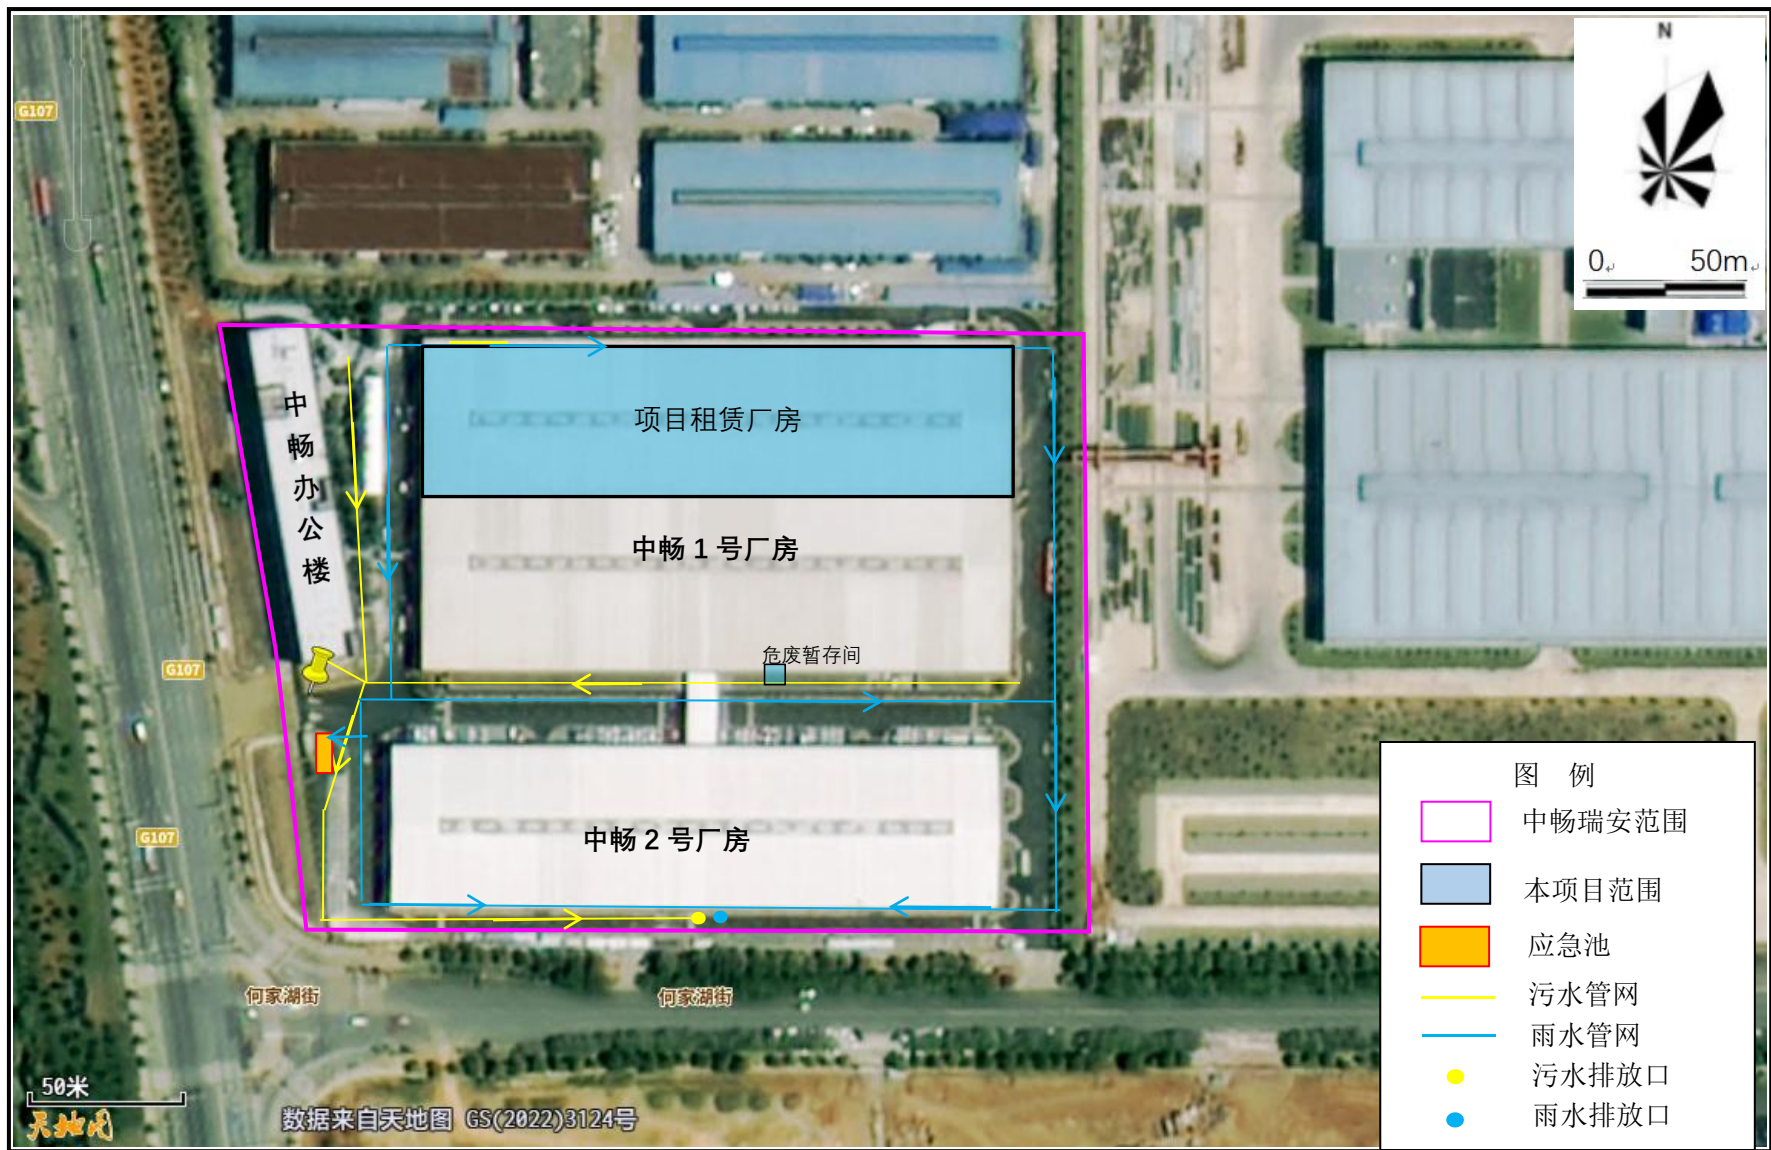 N
0 50m
G107
项目租赁厂房
中畅办公楼
中畅1号厂房
危废暂存间
G107
中畅2号厂房
G107
图 例
中畅瑞安范围
本项目范围
应急池
污水管网
雨水管网
污水排放口
雨水排放口
何家湖街
何家湖街
50米
天地图
数据来自天地图 GS(2022)3124号